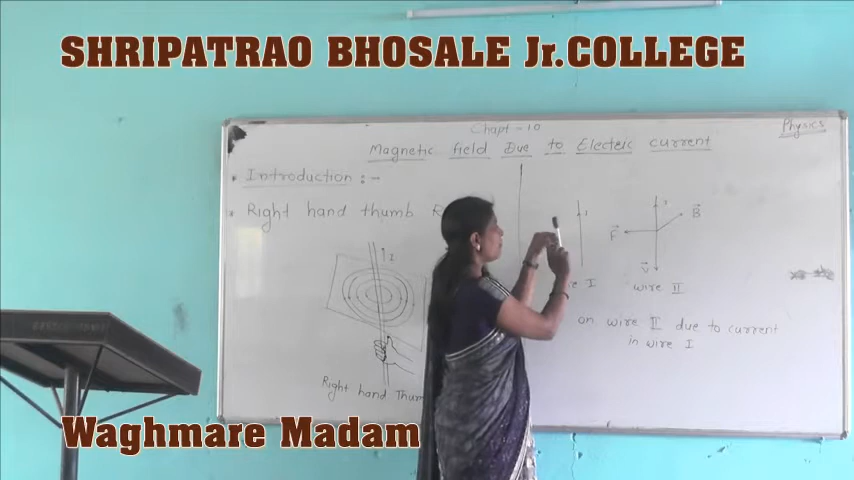 SHRIPATRAO BHOSALE Jr.COLLEGE
Chapt - 10
Physics
Magnetic field Due to Electric current
* Introduction :-
* Right hand thumb R
I
I
I
B
F
V
re I
wire II
on wire II due to current
in wire I
Right hand Thum
Waghmare Madam